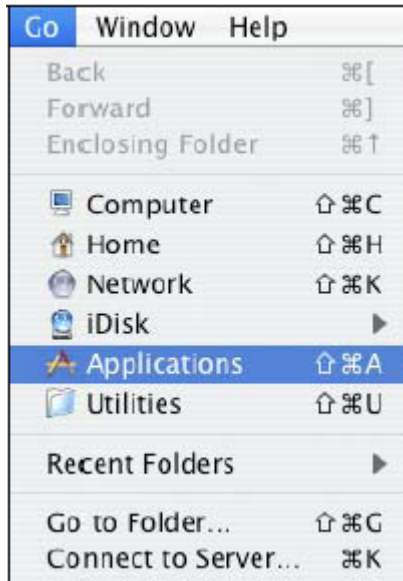 Go Window Help
Back ⌘[
Forward ⌘]
Enclosing Folder ⌘↑
Computer ⇧⌘C
Home ⇧⌘H
Network ⇧⌘K
iDisk
Applications ⇧⌘A
Utilities ⇧⌘U
Recent Folders
Go to Folder... ⇧⌘G
Connect to Server... ⌘K